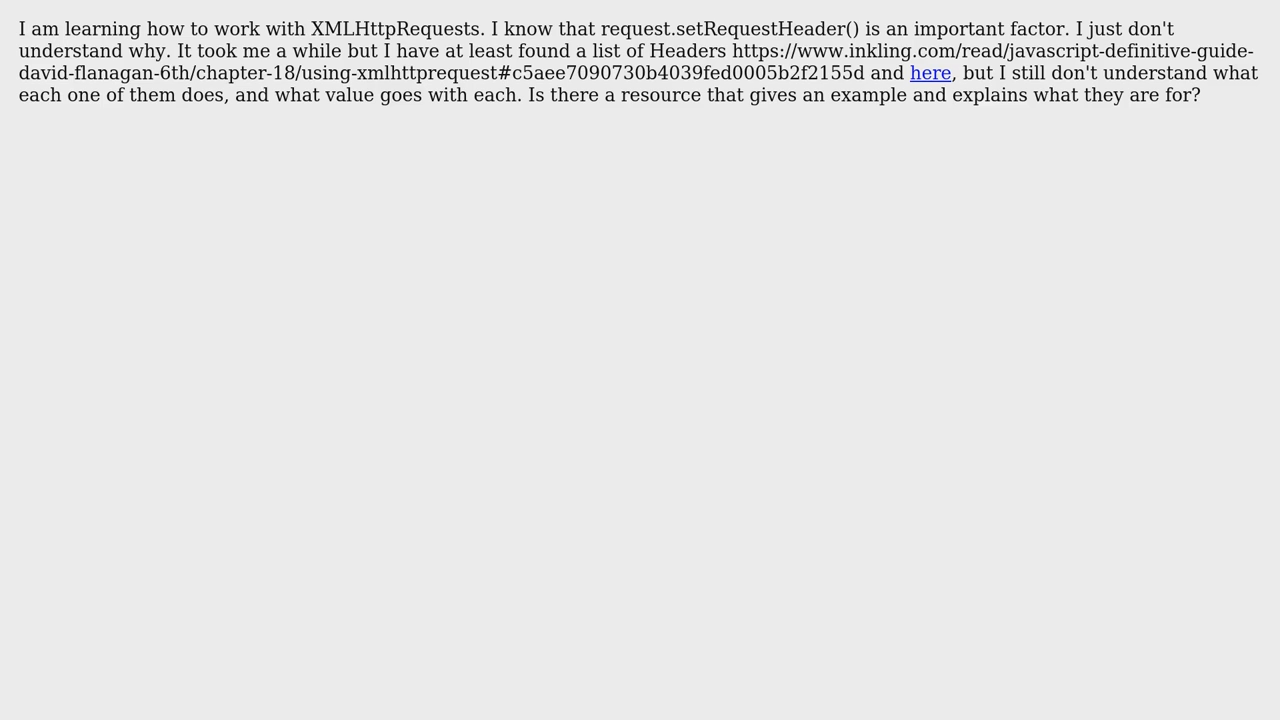 I am learning how to work with XMLHttpRequests. I know that request.setRequestHeader() is an important factor. I just don't
understand why. It took me a while but I have at least found a list of Headers https://www.inkling.com/read/javascript-definitive-guide-
david-flanagan-6th/chapter-18/using-xmlhttprequest#c5aee7090730b4039fed0005b2f2155d and here, but I still don't understand what
each one of them does, and what value goes with each. Is there a resource that gives an example and explains what they are for?